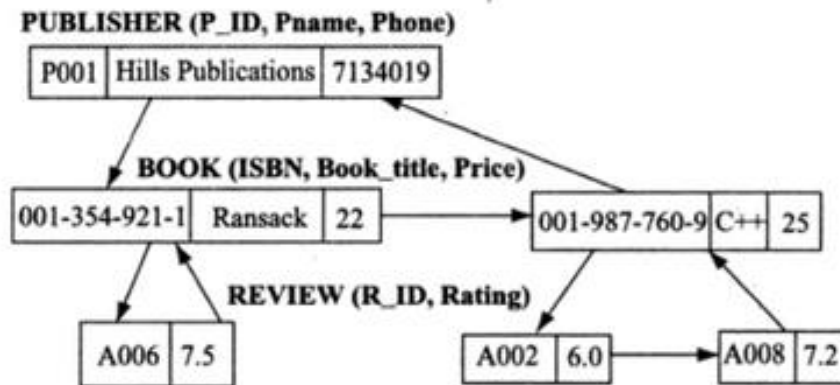 PUBLISHER (P_ID, Pname, Phone)
P001 Hills Publications 7134019
BOOK (ISBN, Book_title, Price)
001-354-921-1 Ransack 22
001-987-760-9 C++ 25
REVIEW (R_ID, Rating)
A006 7.5
A002 6.0
A008 7.2